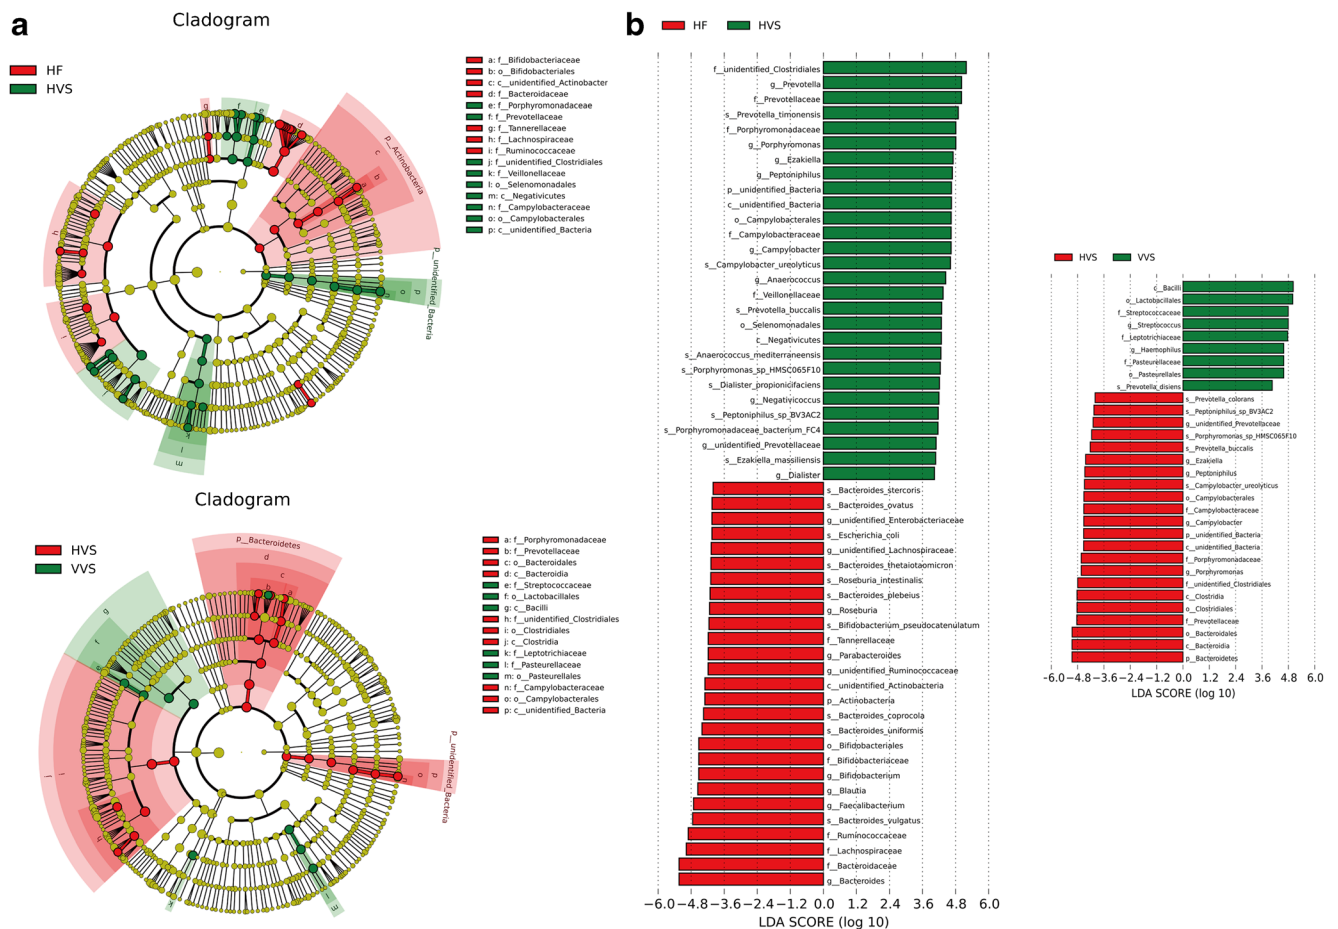 a
Cladogram
HF
HVS
a: f__Bifidobacteriaceae
b: o__Bifidobacteriales
c: c__unidentified_Actinobacter
d: f__Bacteroidaceae
e: f__Porphyromonadaceae
f: f__Prevotellaceae
g: f__Tannerellaceae
h: f__Lachnospiraceae
i: f__Ruminococcaceae
j: f__unidentified_Clostridiales
k: f__Veillonellaceae
l: o__Selenomonadales
m: c__Negativicutes
n: f__Campylobacteraceae
o: o__Campylobacterales
p: c__unidentified_Bacteria
g
f
e
d
p__Actinobacteria
c
b
h
p__unidentified_Bacteria
n
o
p
i
j
k
l
m
Cladogram
HVS
VVS
a: f__Porphyromonadaceae
b: f__Prevotellaceae
c: o__Bacteroidales
d: c__Bacteroidia
e: f__Streptococcaceae
f: o__Lactobacillales
g: c__Bacilli
h: f__unidentified_Clostridiales
i: o__Clostridiales
j: c__Clostridia
k: f__Leptotrichiaceae
l: f__Pasteurellaceae
m: o__Pasteurellales
n: f__Campylobacteraceae
o: o__Campylobacterales
p: c__unidentified_Bacteria
p__Bacteroidetes
d
c
b
a
g
f
e
p__unidentified_Bacteria
n
o
p
j
i
h
k
l
m
b
HF
HVS
f__unidentified_Clostridiales
g__Prevotella
f__Prevotellaceae
s__Prevotella_timonensis
f__Porphyromonadaceae
g__Porphyromonas
g__Ezakiella
g__Peptoniphilus
p__unidentified_Bacteria
c__unidentified_Bacteria
o__Campylobacterales
f__Campylobacteraceae
g__Campylobacter
s__Campylobacter_ureolyticus
g__Anaerococcus
f__Veillonellaceae
s__Prevotella_buccalis
o__Selenomonadales
c__Negativicutes
s__Anaerococcus_mediterraneensis
s__Porphyromonas_sp_HMSC065F10
s__Dialister_propionicifaciens
g__Negativicoccus
s__Peptoniphilus_sp_BV3AC2
s__Porphyromonadaceae_bacterium_FC4
g__unidentified_Prevotellaceae
s__Ezakiella_massiliensis
g__Dialister
s__Bacteroides_stercoris
s__Bacteroides_ovatus
g__unidentified_Enterobacteriaceae
s__Escherichia_coli
g__unidentified_Lachnospiraceae
s__Bacteroides_thetaiotaomicron
s__Roseburia_intestinalis
s__Bacteroides_plebeius
g__Roseburia
s__Bifidobacterium_pseudocatenulatum
f__Tannerellaceae
g__Parabacteroides
g__unidentified_Ruminococcaceae
c__unidentified_Actinobacteria
p__Actinobacteria
s__Bacteroides_coprocola
s__Bacteroides_uniformis
o__Bifidobacteriales
f__Bifidobacteriaceae
g__Bifidobacterium
g__Blautia
g__Faecalibacterium
s__Bacteroides_vulgatus
f__Ruminococcaceae
f__Lachnospiraceae
f__Bacteroidaceae
g__Bacteroides
−6.0 −4.8 −3.6 −2.4 −1.2 0.0 1.2 2.4 3.6 4.8 6.0
LDA SCORE (log 10)
HVS
VVS
c__Bacilli
o__Lactobacillales
f__Streptococcaceae
g__Streptococcus
f__Leptotrichiaceae
g__Haemophilus
f__Pasteurellaceae
o__Pasteurellales
s__Prevotella_disiens
s__Prevotella_colorans
s__Peptoniphilus_sp_BV3AC2
g__unidentified_Prevotellaceae
s__Porphyromonas_sp_HMSC065F10
s__Prevotella_buccalis
g__Ezakiella
g__Peptoniphilus
s__Campylobacter_ureolyticus
o__Campylobacterales
f__Campylobacteraceae
g__Campylobacter
p__unidentified_Bacteria
c__unidentified_Bacteria
f__Porphyromonadaceae
g__Porphyromonas
f__unidentified_Clostridiales
c__Clostridia
o__Clostridiales
f__Prevotellaceae
o__Bacteroidales
c__Bacteroidia
p__Bacteroidetes
−6.0 −4.8 −3.6 −2.4 −1.2 0.0 1.2 2.4 3.6 4.8 6.0
LDA SCORE (log 10)